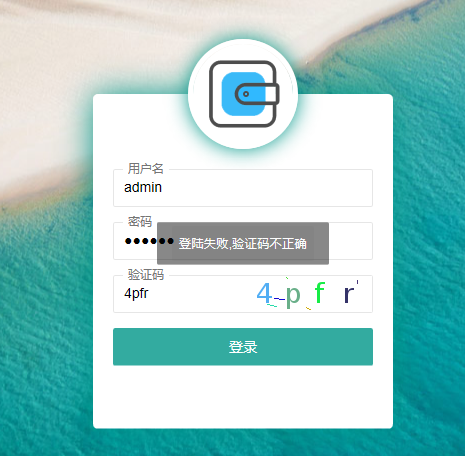 用户名
admin
密码
••••••
登陆失败,验证码不正确
验证码
4pfr
4 p f r
登录